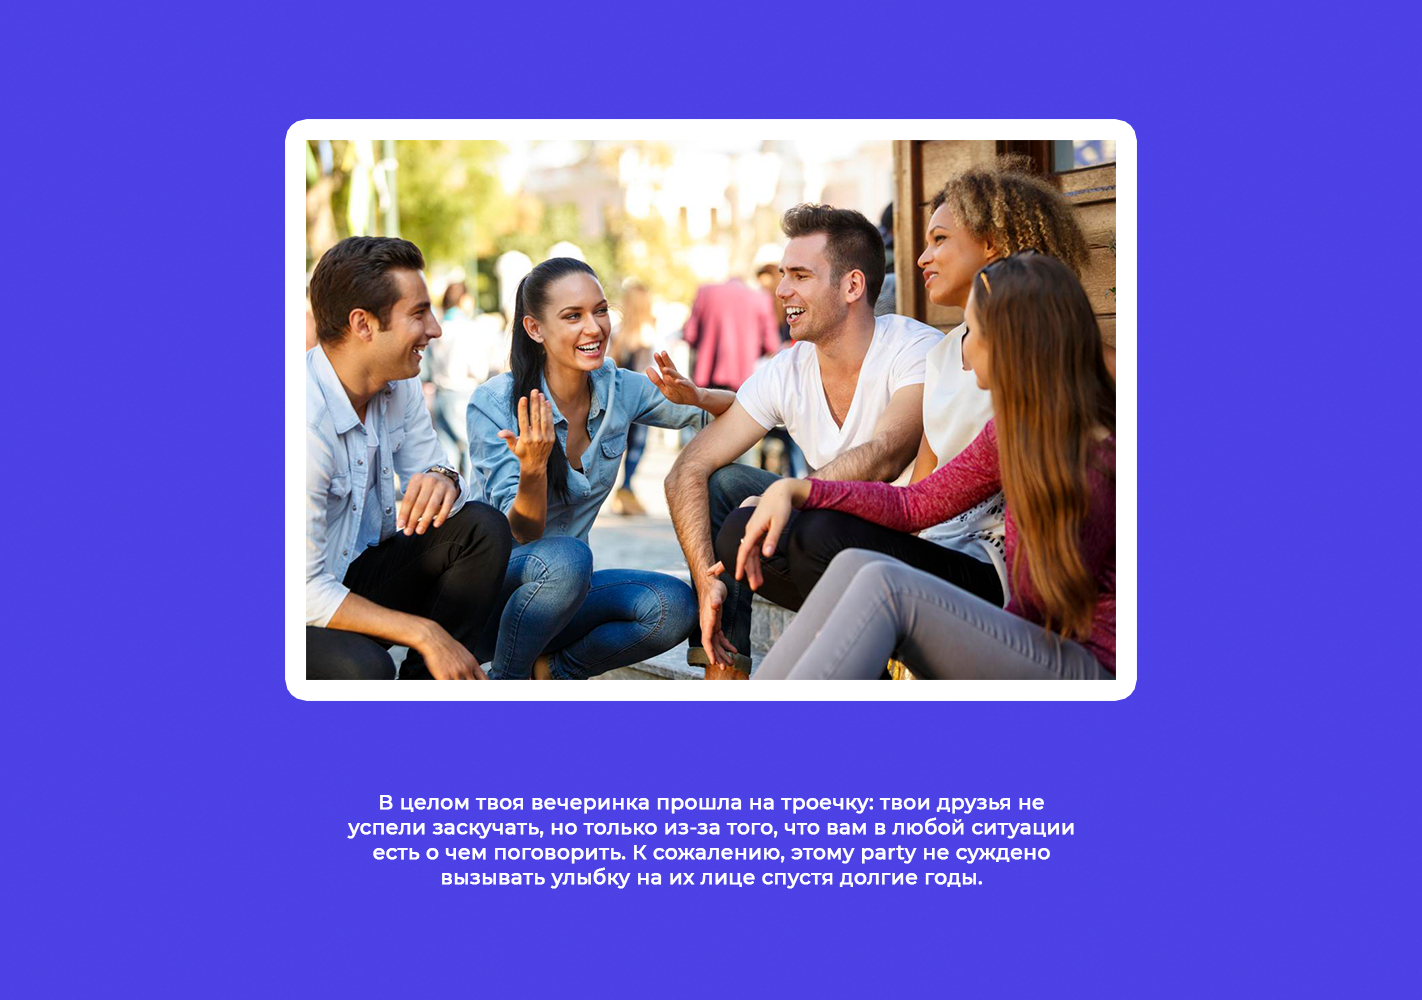 В целом твоя вечеринка прошла на троечку: твои друзья не
успели заскучать, но только из-за того, что вам в любой ситуации
есть о чем поговорить. К сожалению, этому party не суждено
вызывать улыбку на их лице спустя долгие годы.